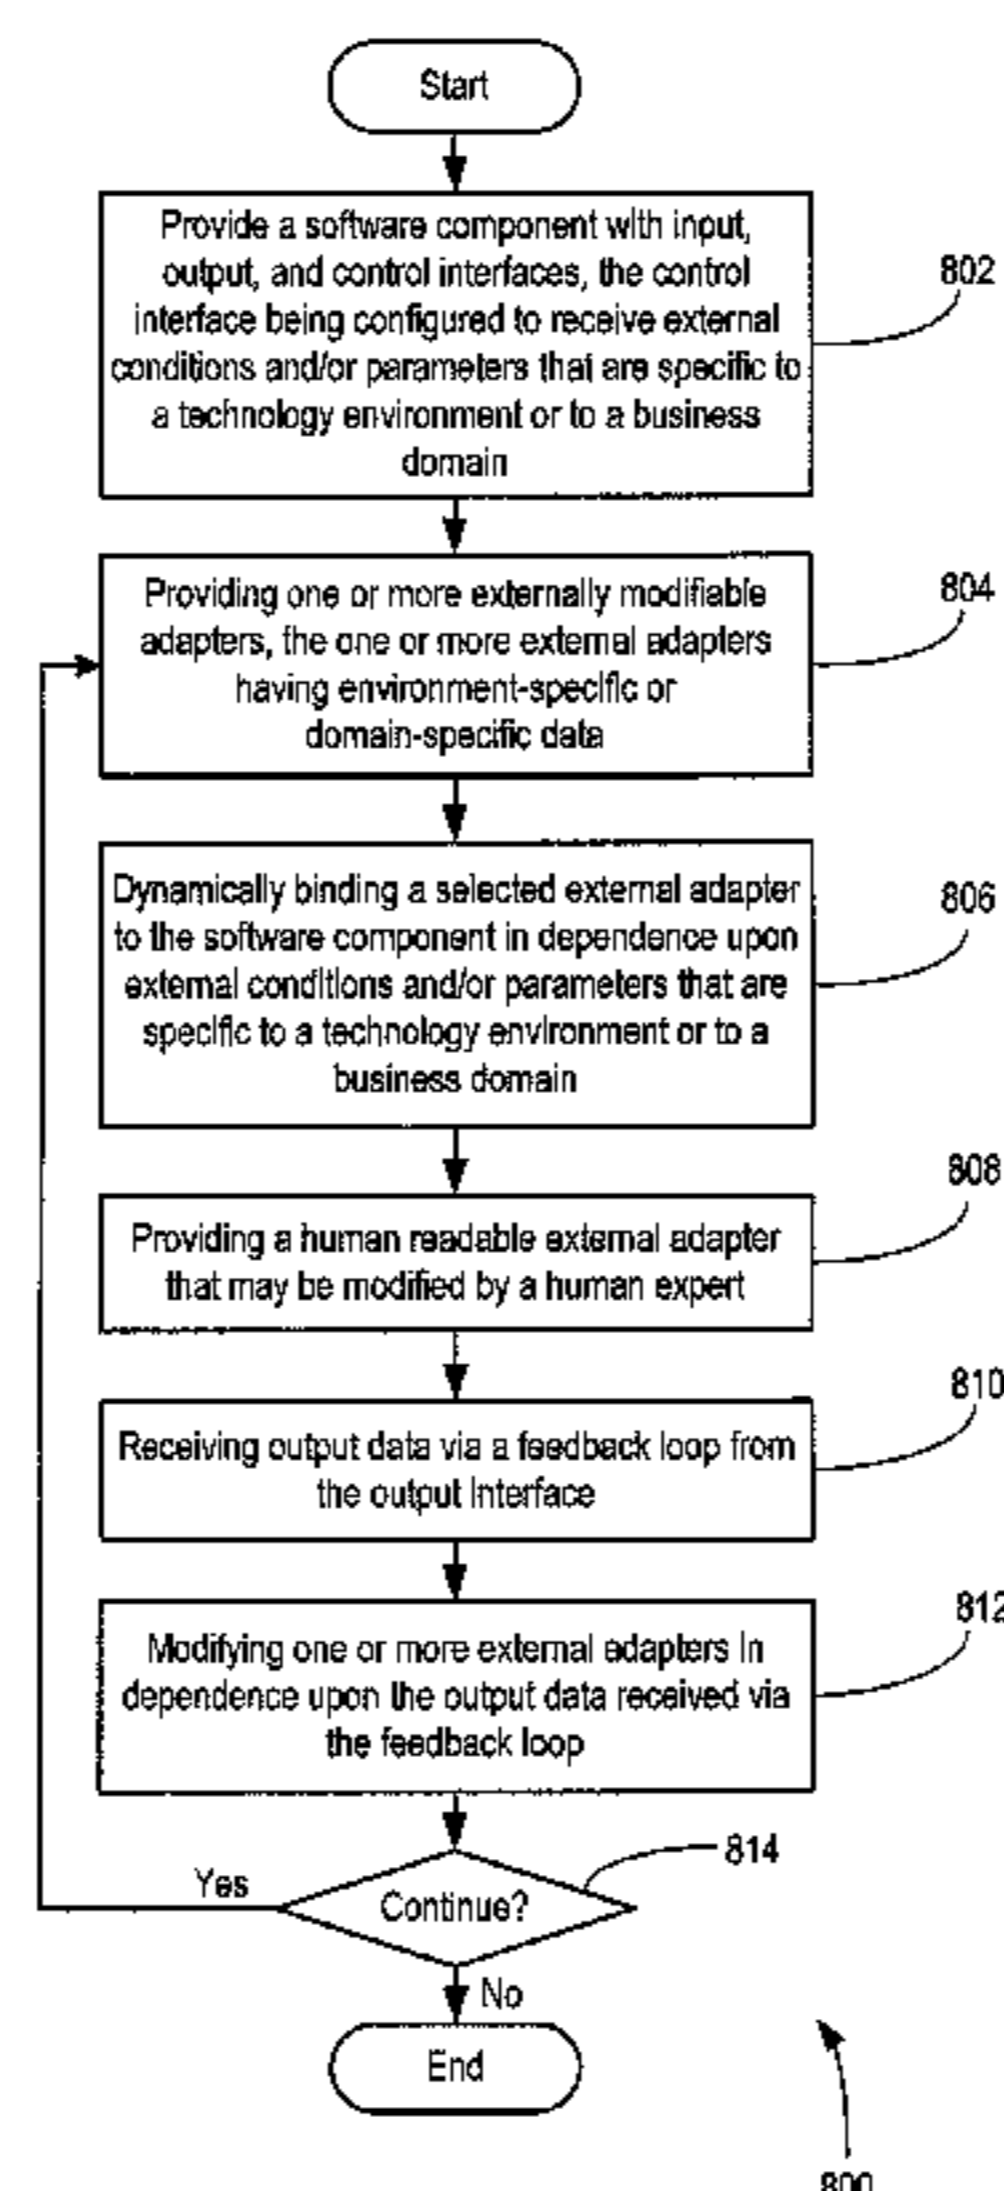 Start
Provide a software component with input,
output, and control interfaces, the control
interface being configured to receive external
conditions and/or parameters that are specific to
a technology environment or to a business
domain
802
Providing one or more externally modifiable
adapters, the one or more external adapters
having environment-specific or
domain-specific data
804
Dynamically binding a selected external adapter
to the software component in dependence upon
external conditions and/or parameters that are
specific to a technology environment or to a
business domain
806
Providing a human readable external adapter
that may be modified by a human expert
808
Receiving output data via a feedback loop from
the output interface
810
Modifying one or more external adapters in
dependence upon the output data received via
the feedback loop
812
Continue?
814
Yes
No
End
800